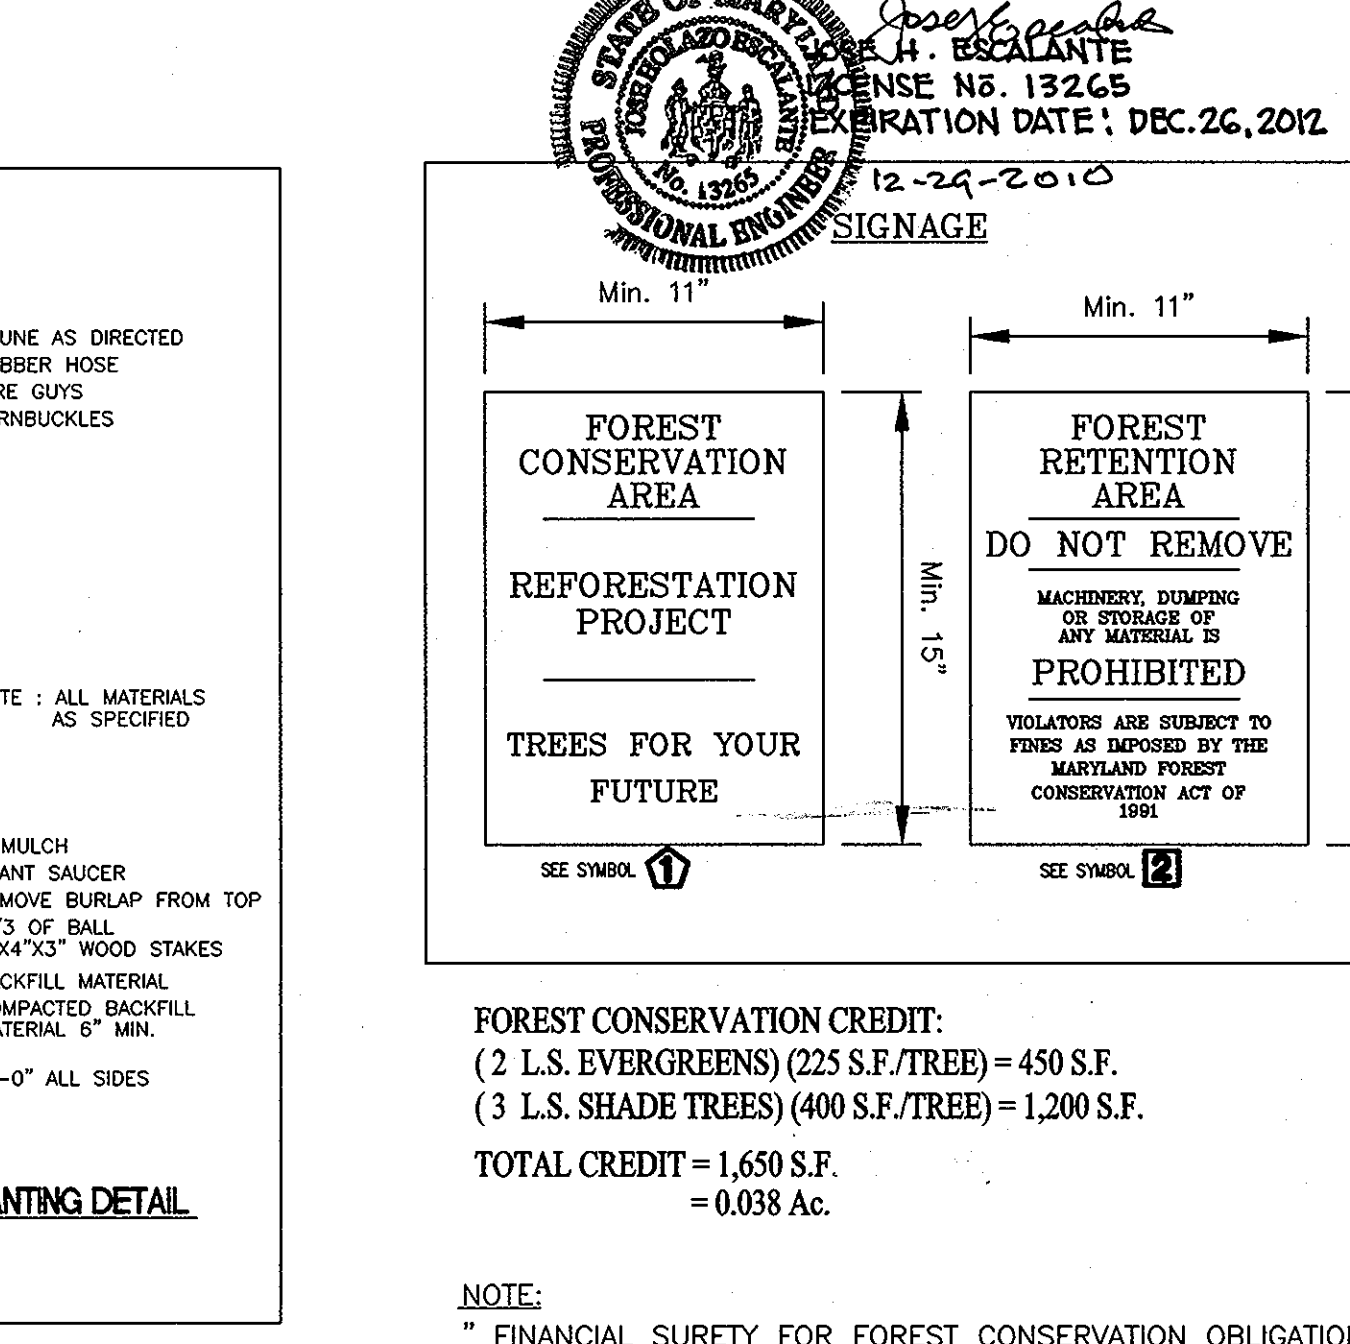 STATE OF MARYLAND
JOSE BOLAZO ESCALANTE
No. 13265
PROFESSIONAL ENGINEER
H. ESCALANTE
LICENSE No. 13265
EXPIRATION DATE: DEC. 26, 2012
12-29-2010
SIGNAGE
Min. 11"
Min. 11"
FOREST
CONSERVATION
AREA
REFORESTATION
PROJECT
TREES FOR YOUR
FUTURE
Min. 15"
SEE SYMBOL 1
FOREST
RETENTION
AREA
DO NOT REMOVE
MACHINERY, DUMPING
OR STORAGE OF
ANY MATERIAL IS
PROHIBITED
VIOLATORS ARE SUBJECT TO
FINES AS IMPOSED BY THE
MARYLAND FOREST
CONSERVATION ACT OF
1991
SEE SYMBOL 2
UNE AS DIRECTED
BBER HOSE
RE GUYS
RNBUCKLES
TE : ALL MATERIALS
AS SPECIFIED
MULCH
ANT SAUCER
MOVE BURLAP FROM TOP
/3 OF BALL
X4"X3" WOOD STAKES
CKFILL MATERIAL
OMPACTED BACKFILL
ATERIAL 6" MIN.
-0" ALL SIDES
ANTING DETAIL
FOREST CONSERVATION CREDIT:
( 2 L.S. EVERGREENS) (225 S.F./TREE) = 450 S.F.
( 3 L.S. SHADE TREES) (400 S.F./TREE) = 1,200 S.F.
TOTAL CREDIT = 1,650 S.F.
= 0.038 Ac.
NOTE:
" FINANCIAL SURETY FOR FOREST CONSERVATION OBLIGATION